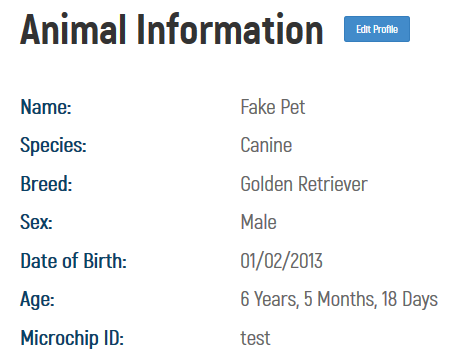 Animal Information
Edit Profile
Name: Fake Pet
Species: Canine
Breed: Golden Retriever
Sex: Male
Date of Birth: 01/02/2013
Age: 6 Years, 5 Months, 18 Days
Microchip ID: test